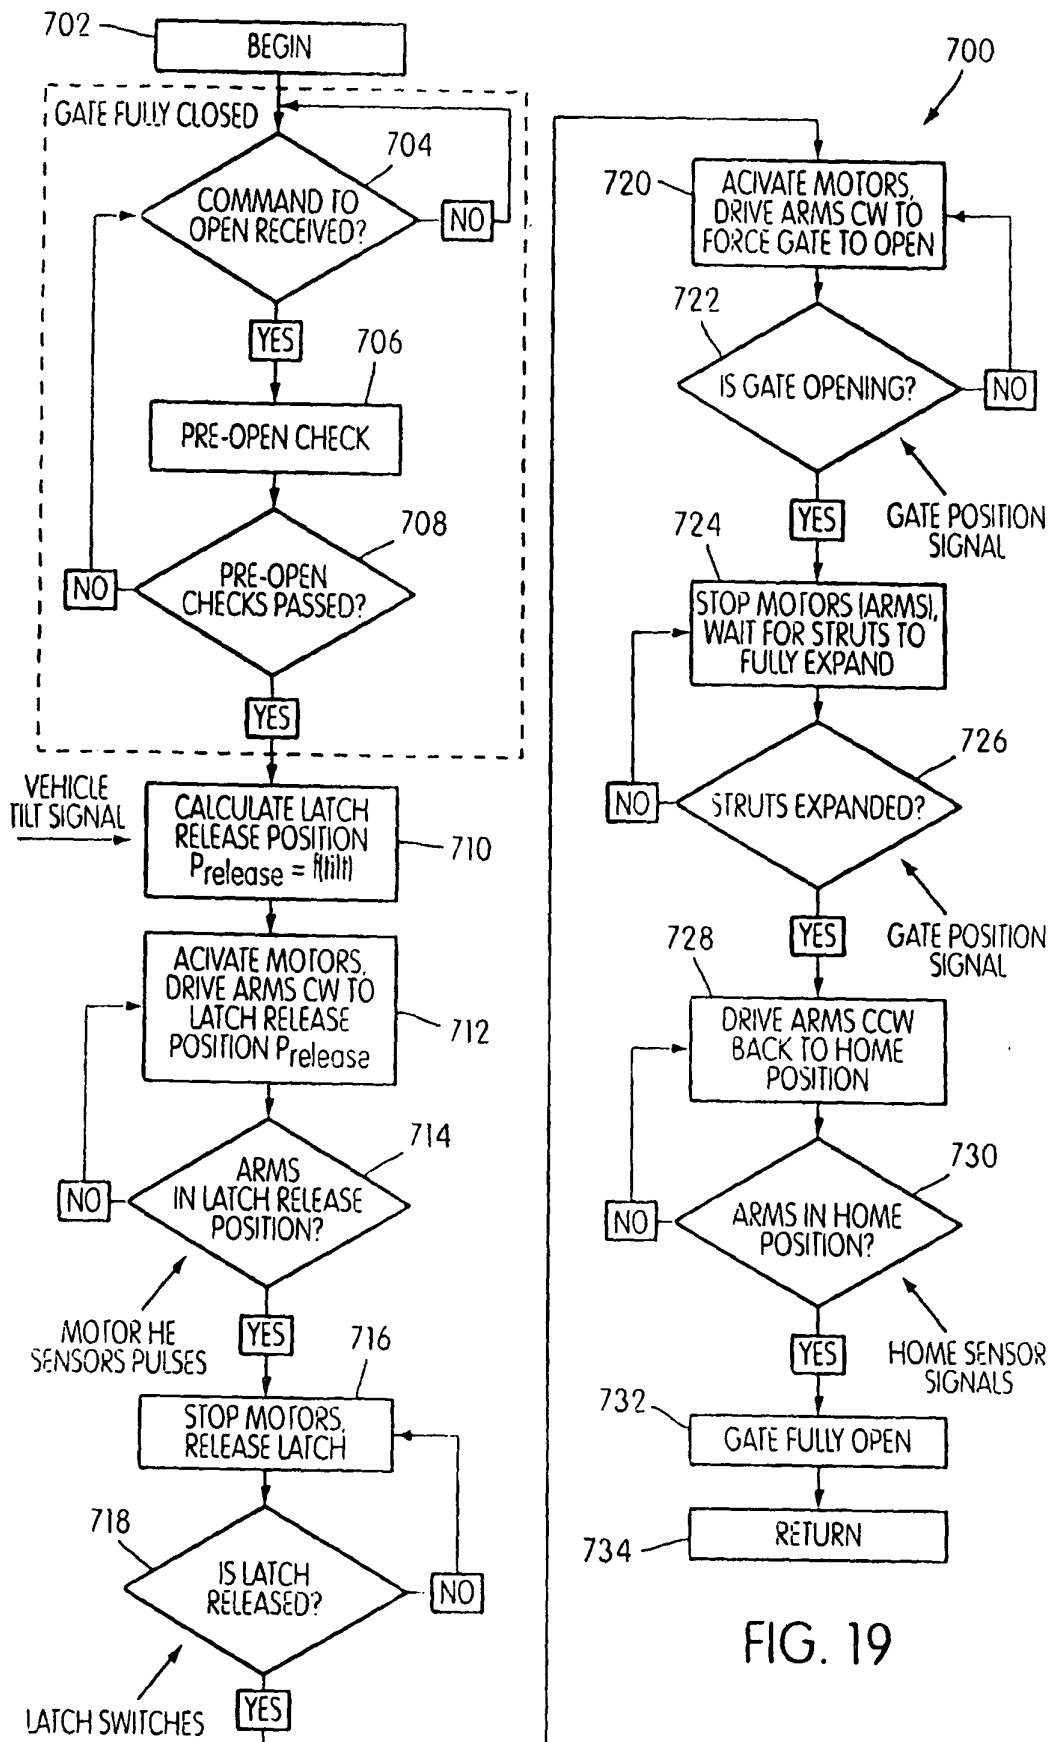 702
BEGIN
GATE FULLY CLOSED
704
COMMAND TO
OPEN RECEIVED?
NO
YES
706
PRE-OPEN CHECK
708
PRE-OPEN
CHECKS PASSED?
NO
YES
VEHICLE
TILT SIGNAL
CALCULATE LATCH
RELEASE POSITION
Prelease = f(tilt)
710
ACIVATE MOTORS,
DRIVE ARMS CW TO
LATCH RELEASE
POSITION Prelease
712
714
ARMS
IN LATCH RELEASE
POSITION?
NO
MOTOR HE
SENSORS PULSES
YES
716
STOP MOTORS,
RELEASE LATCH
718
IS LATCH
RELEASED?
NO
LATCH SWITCHES
YES
700
720
ACIVATE MOTORS,
DRIVE ARMS CW TO
FORCE GATE TO OPEN
722
IS GATE OPENING?
NO
GATE POSITION
SIGNAL
YES
724
STOP MOTORS (ARMS),
WAIT FOR STRUTS TO
FULLY EXPAND
726
STRUTS EXPANDED?
NO
GATE POSITION
SIGNAL
YES
728
DRIVE ARMS CCW
BACK TO HOME
POSITION
730
ARMS IN HOME
POSITION?
NO
HOME SENSOR
SIGNALS
YES
732
GATE FULLY OPEN
734
RETURN
FIG. 19